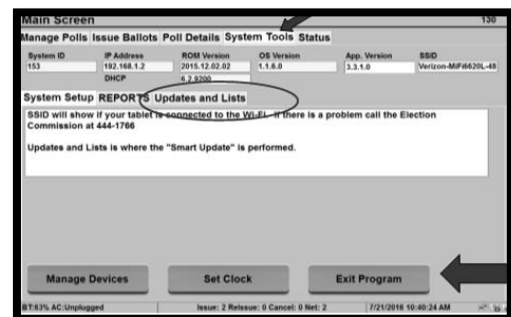 Main Screen 130
Manage Polls Issue Ballots Poll Details System Tools Status
System ID IP Address ROM Version OS Version App. Version SSID
153 192.168.1.2 2015.12.02.02 1.1.6.0 3.3.1.0 Verizon-MiFi6620L-48
DHCP 6.2.9200
System Setup REPORTS Updates and Lists
SSID will show if your tablet is connected to the Wi-Fi. If there is a problem call the Election
Commission at 444-1766
Updates and Lists is where the "Smart Update" is performed.
Manage Devices Set Clock Exit Program
BT:63% AC:Unplugged Issue: 2 Reissue: 0 Cancel: 0 Net: 2 7/21/2016 10:40:24 AM